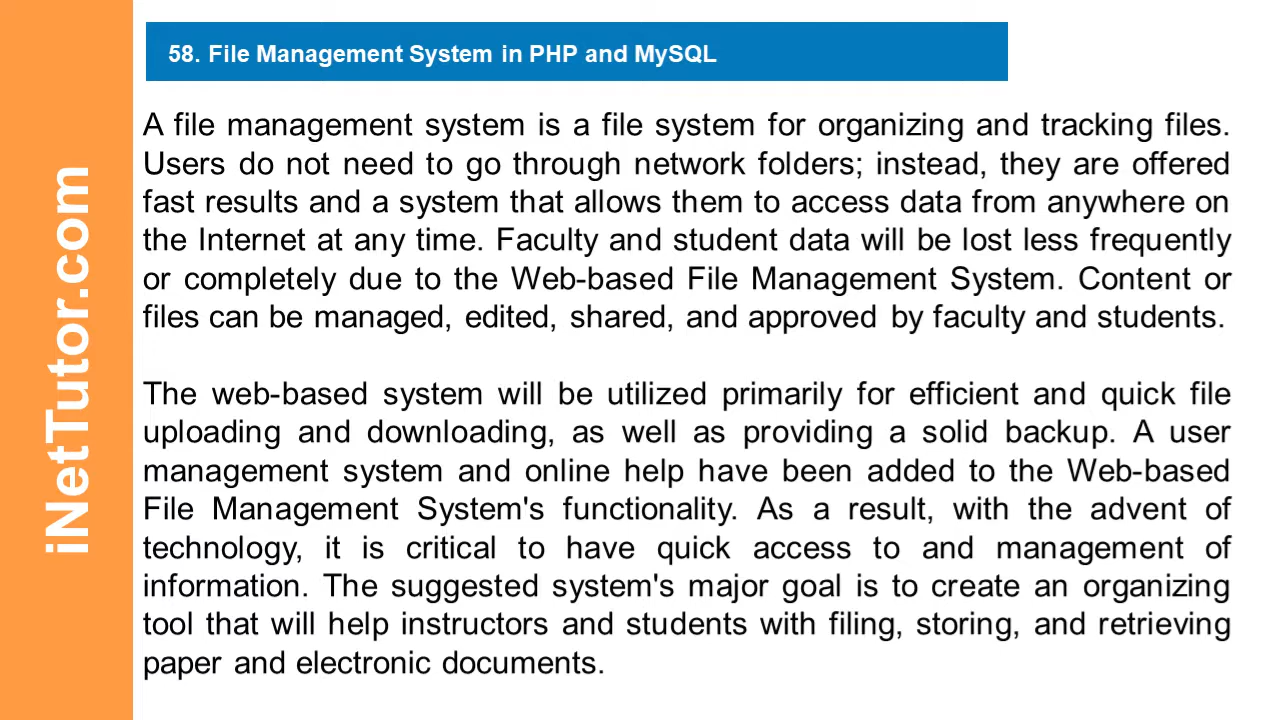 iNetTutor.com
58. File Management System in PHP and MySQL
A file management system is a file system for organizing and tracking files.
Users do not need to go through network folders; instead, they are offered
fast results and a system that allows them to access data from anywhere on
the Internet at any time. Faculty and student data will be lost less frequently
or completely due to the Web-based File Management System. Content or
files can be managed, edited, shared, and approved by faculty and students.
The web-based system will be utilized primarily for efficient and quick file
uploading and downloading, as well as providing a solid backup. A user
management system and online help have been added to the Web-based
File Management System's functionality. As a result, with the advent of
technology, it is critical to have quick access to and management of
information. The suggested system's major goal is to create an organizing
tool that will help instructors and students with filing, storing, and retrieving
paper and electronic documents.